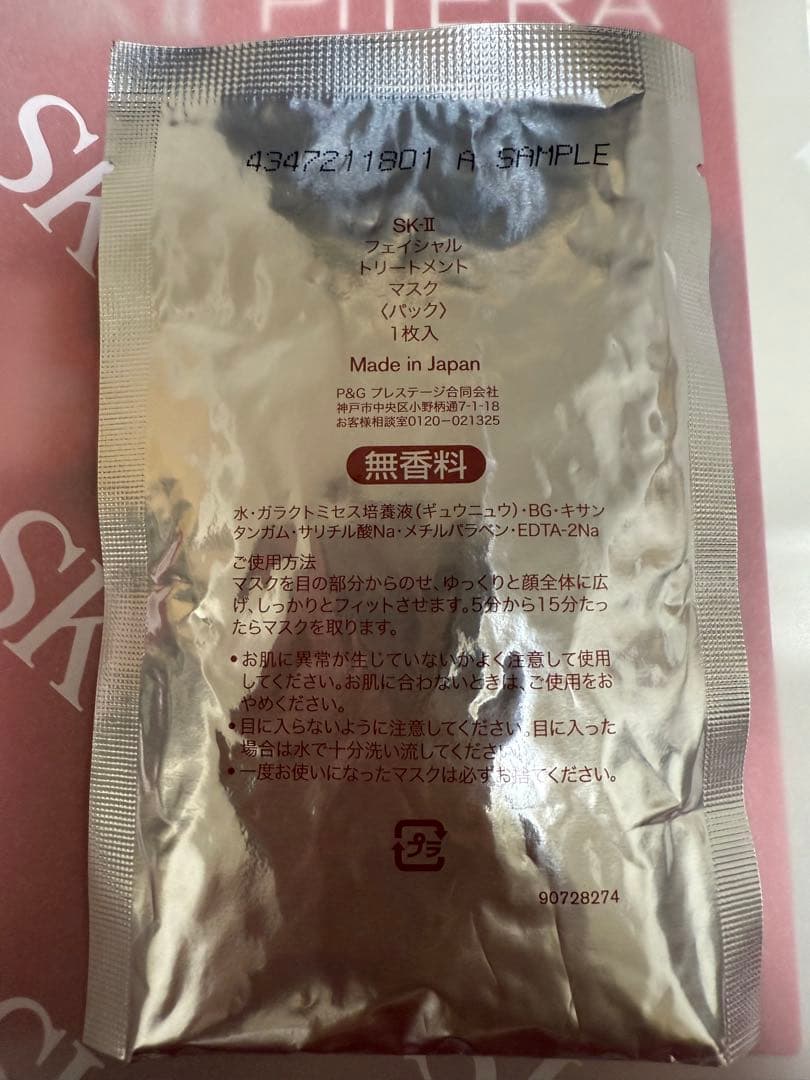 PITERA
SK
4347211801 A SAMPLE
SK-II
フェイシャル
トリートメント
マスク
〈パック〉
1枚入
Made in Japan
P&G プレステージ合同会社
神戸市中央区小野柄通7-1-18
お客様相談室0120-021325
無香料
水・ガラクトミセス培養液(ギュウニュウ)・BG・キサン
タンガム・サリチル酸Na・メチルパラベン・EDTA-2Na
ご使用方法
マスクを目の部分からのせ、ゆっくりと顔全体に広
げ、しっかりとフィットさせます。5分から15分たっ
たらマスクを取ります。
•お肌に異常が生じていないかよく注意して使用
してください。お肌に合わないときは、ご使用をお
やめください。
•目に入らないように注意してください。目に入った
場合は水で十分洗い流してください。
•一度お使いになったマスクは必ずお捨てください。
プラ
90728274
SK